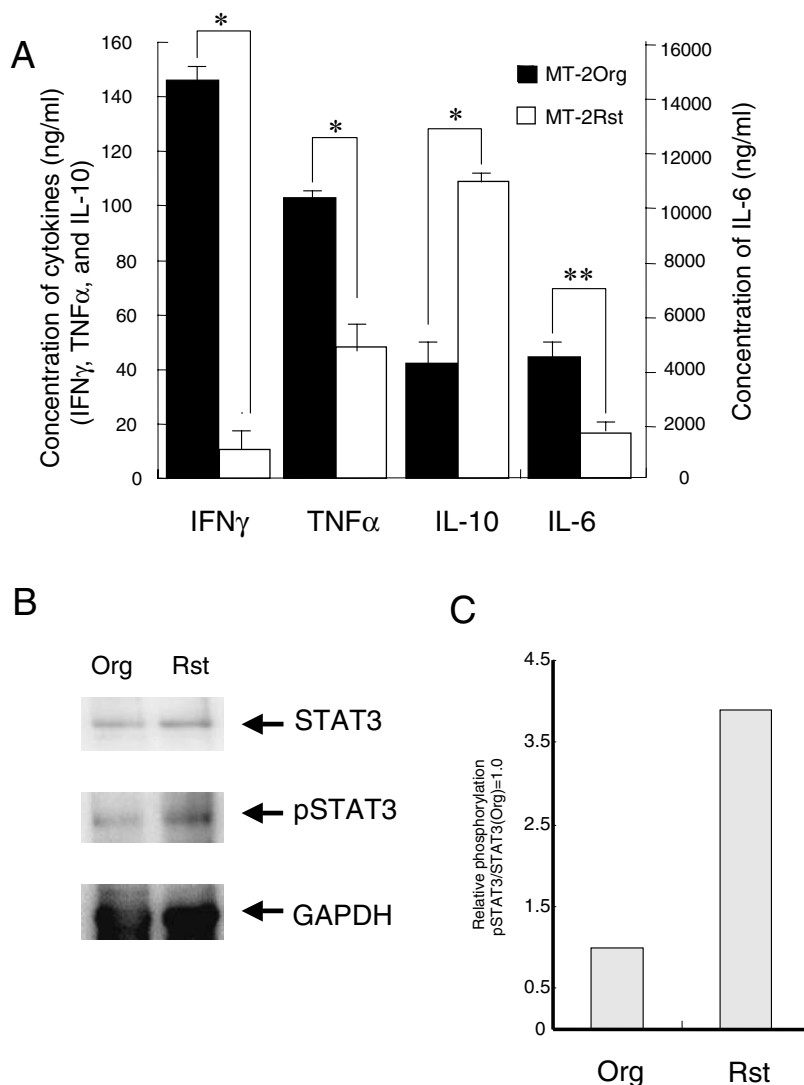 A
*
*
*
**
MT-2Org
MT-2Rst
160
140
120
100
80
60
40
20
0
Concentration of cytokines (ng/ml)
(IFNγ, TNFα, and IL-10)
16000
14000
12000
10000
8000
6000
4000
2000
0
Concentration of IL-6 (ng/ml)
IFNγ TNFα IL-10 IL-6
B
Org Rst
STAT3
pSTAT3
GAPDH
C
4.5
3.5
2.5
1.5
0.5
0
Relative phosphorylation
pSTAT3/STAT3(Org)=1.0
Org Rst